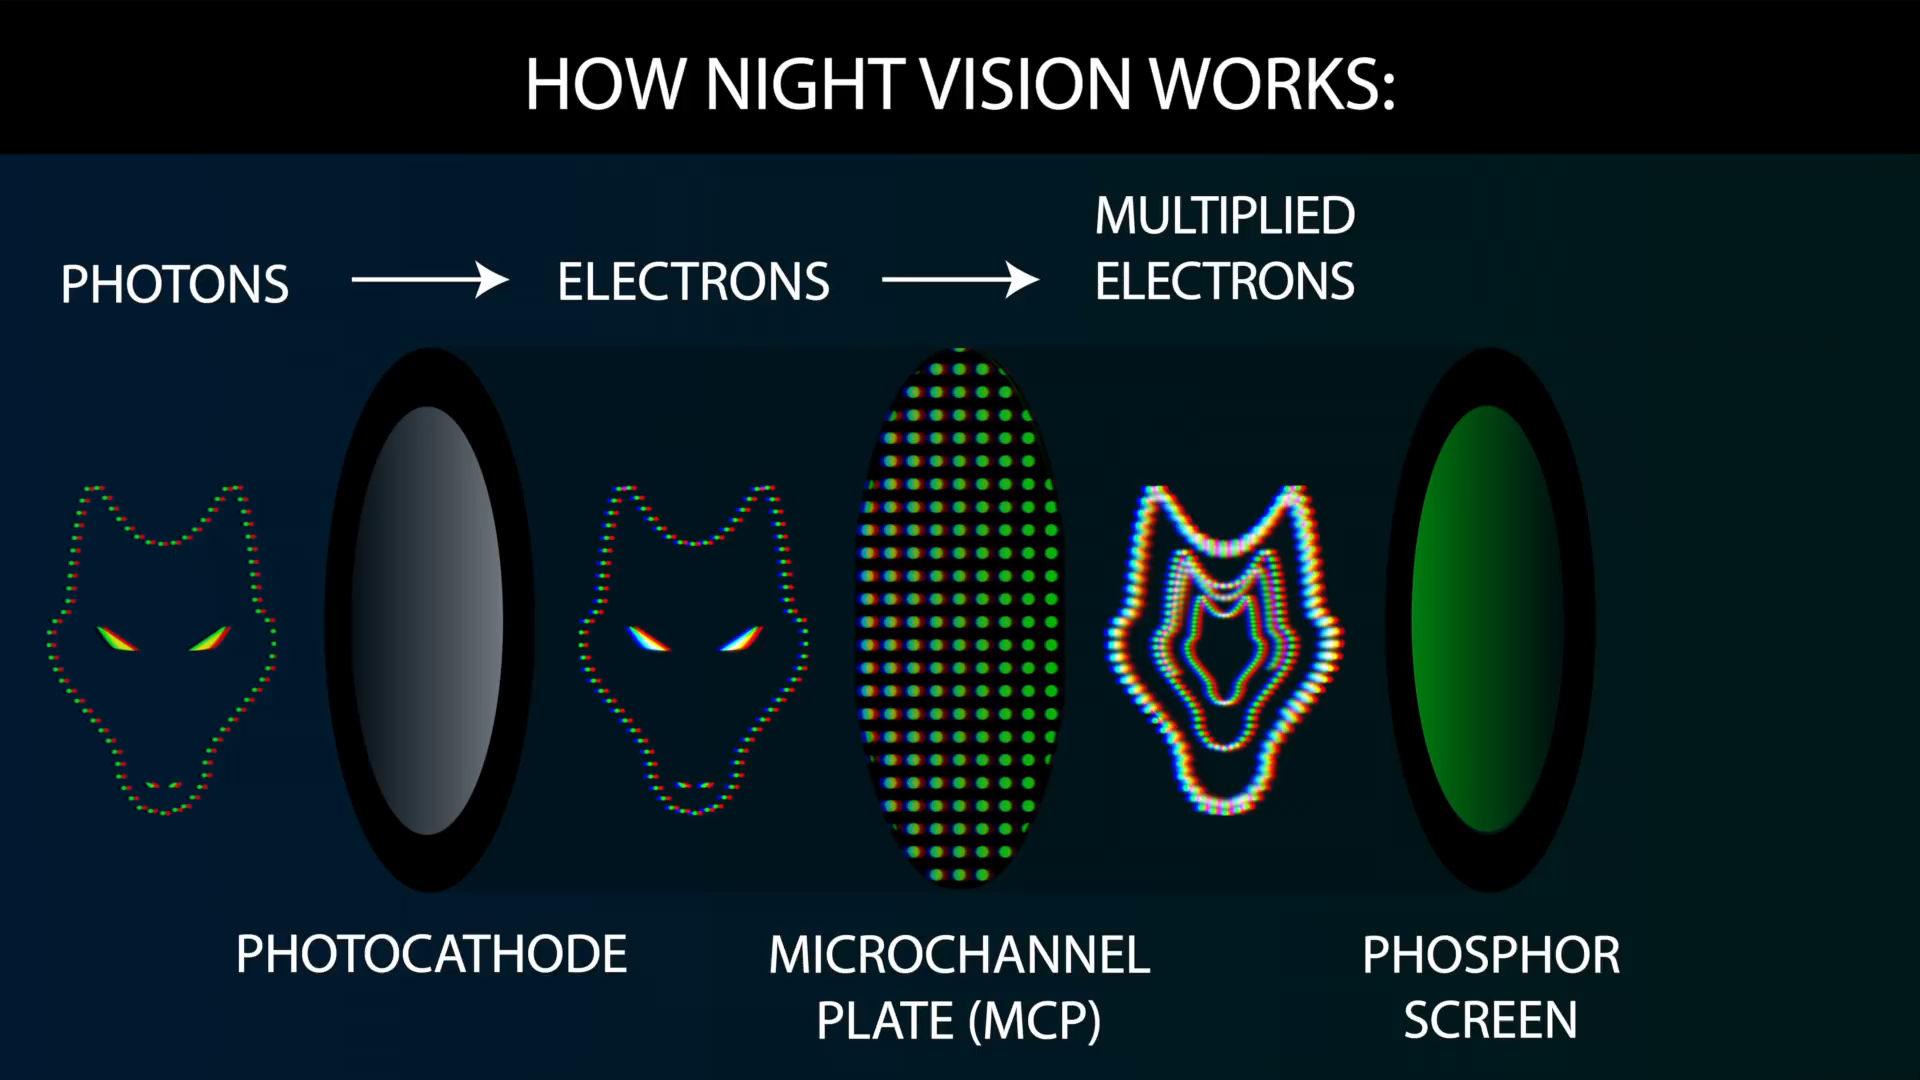 HOW NIGHT VISION WORKS:
PHOTONS
ELECTRONS
MULTIPLIED
ELECTRONS
PHOTOCATHODE
MICROCHANNEL
PLATE (MCP)
PHOSPHOR
SCREEN